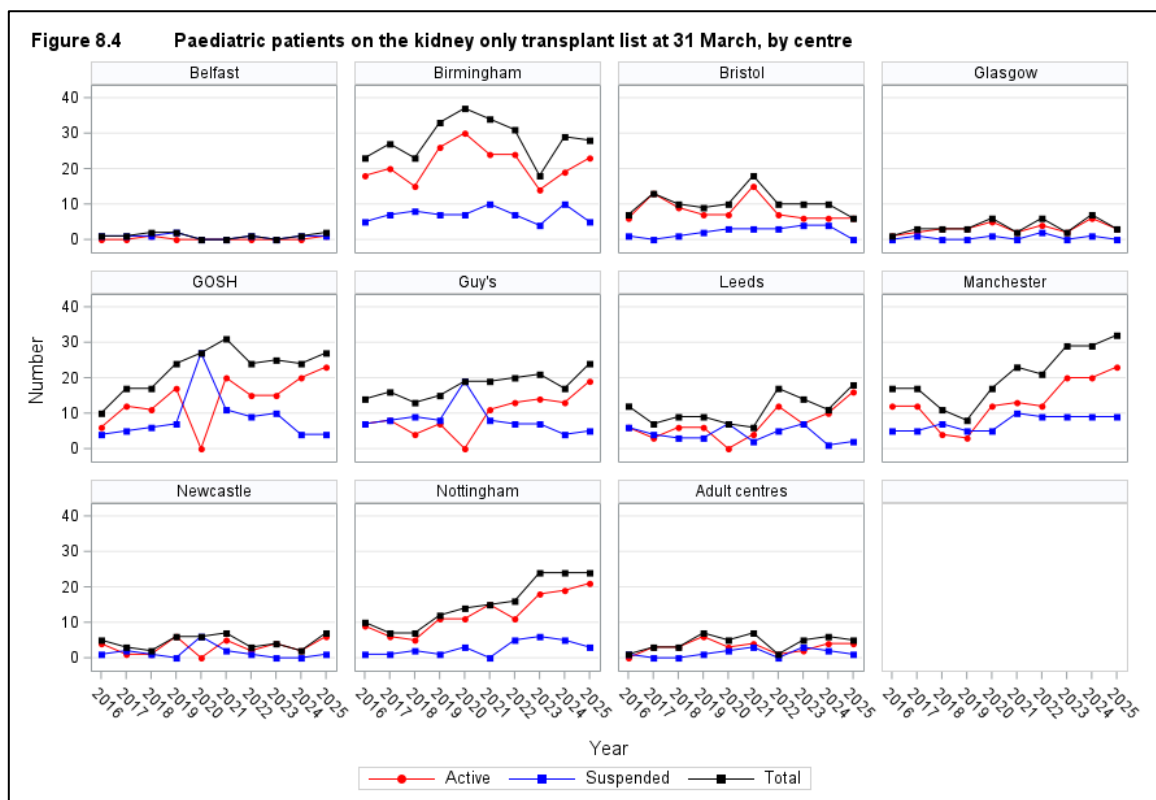 Figure 8.4 Paediatric patients on the kidney only transplant list at 31 March, by centre
Belfast Birmingham Bristol Glasgow
40
30
20
10
0
GOSH Guy's Leeds Manchester
40
30
20
10
0
Number
Newcastle Nottingham Adult centres
40
30
20
10
0
2016 2017 2018 2019 2020 2021 2022 2023 2024 2025 2016 2017 2018 2019 2020 2021 2022 2023 2024 2025 2016 2017 2018 2019 2020 2021 2022 2023 2024 2025 2016 2017 2018 2019 2020 2021 2022 2023 2024 2025
Year
Active Suspended Total